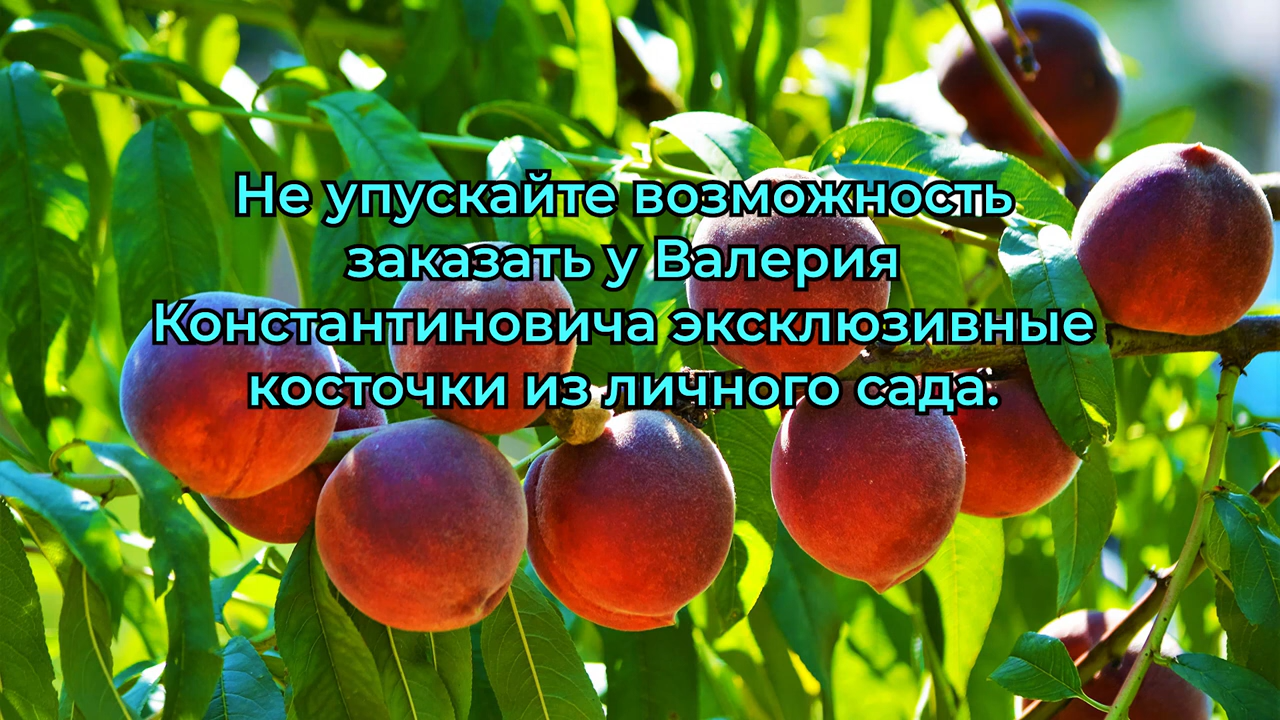 Не упускайте возможность
заказать у Валерия
Константиновича эксклюзивные
косточки из личного сада.